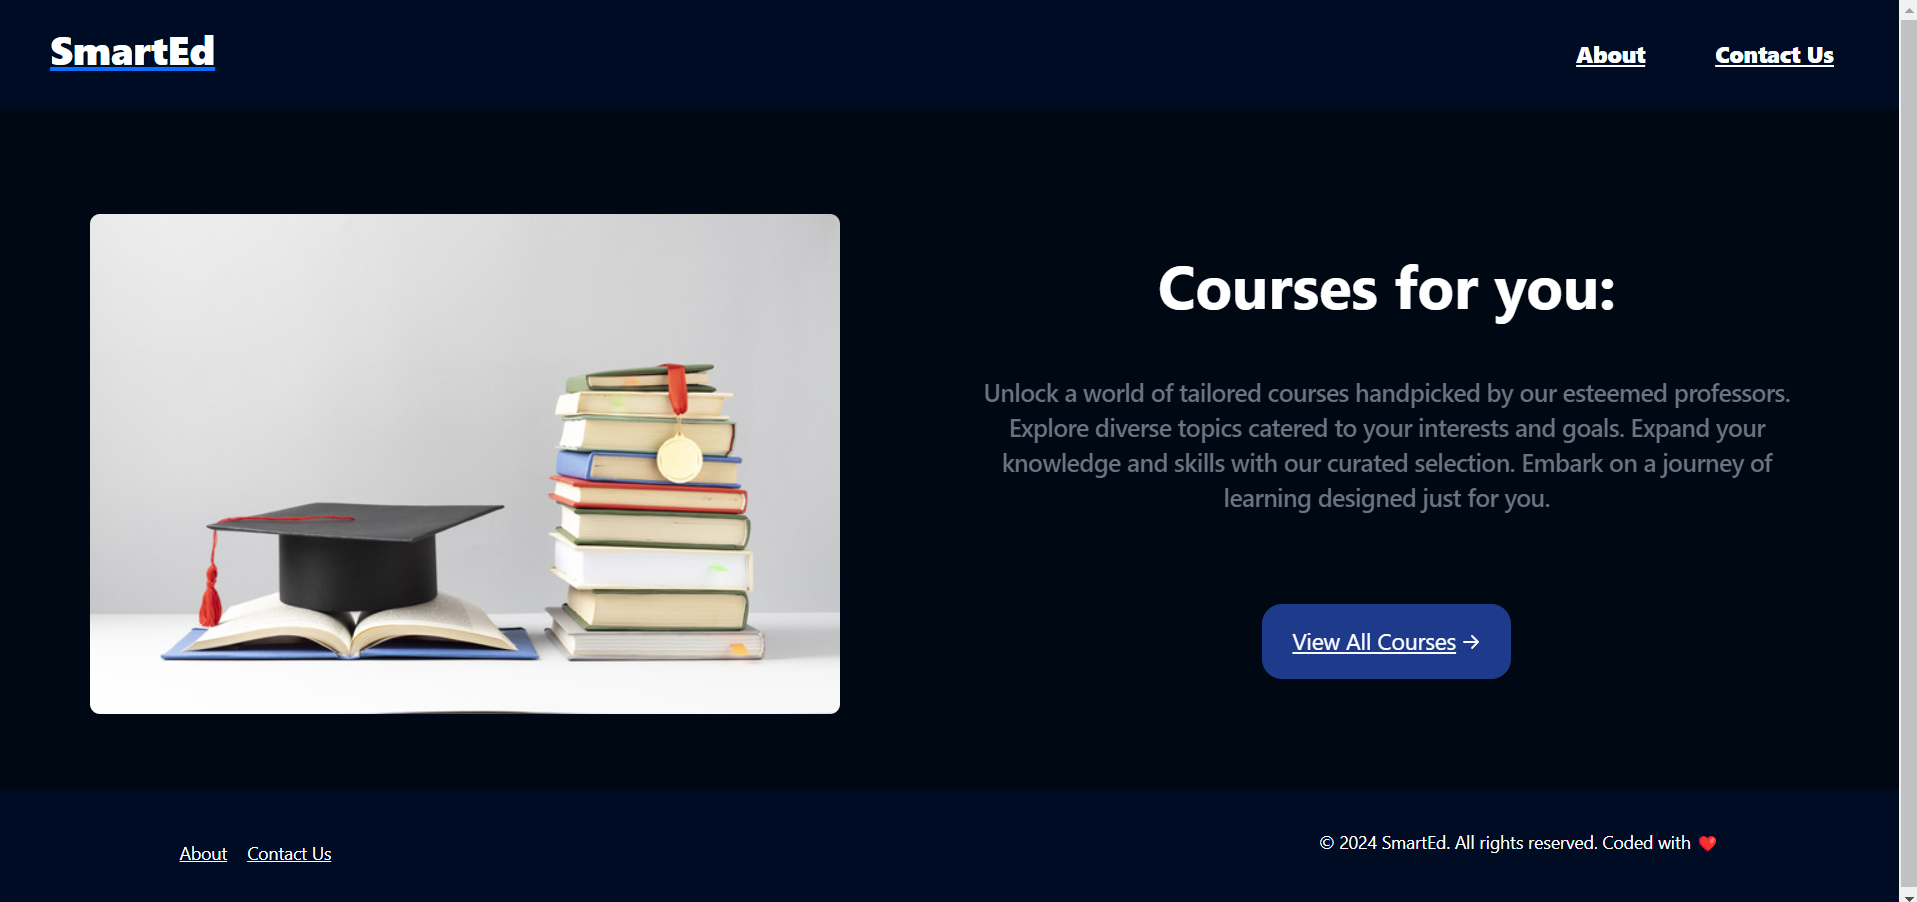 SmartEd
About
Contact Us
Courses for you:
Unlock a world of tailored courses handpicked by our esteemed professors.
Explore diverse topics catered to your interests and goals. Expand your
knowledge and skills with our curated selection. Embark on a journey of
learning designed just for you.
View All Courses →
About
Contact Us
© 2024 SmartEd. All rights reserved. Coded with ❤️